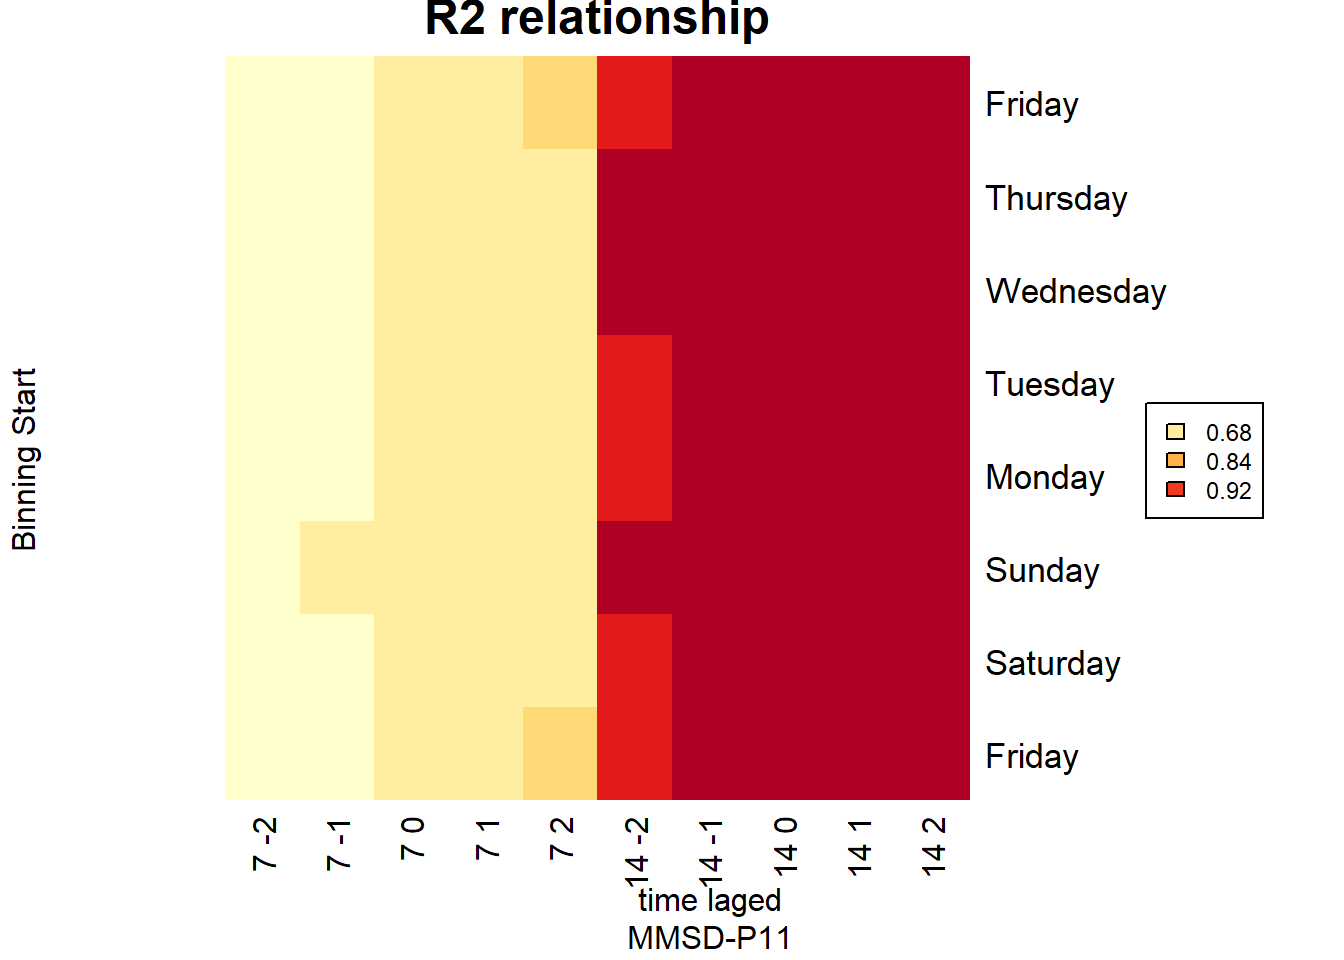 R2 relationship
Friday
Thursday
Wednesday
Tuesday
Monday
Sunday
Saturday
Friday
Binning Start
0.68
0.84
0.92
7 -2
7 -1
7 0
7 1
7 2
14 -2
14 -1
14 0
14 1
14 2
time laged
MMSD-P11